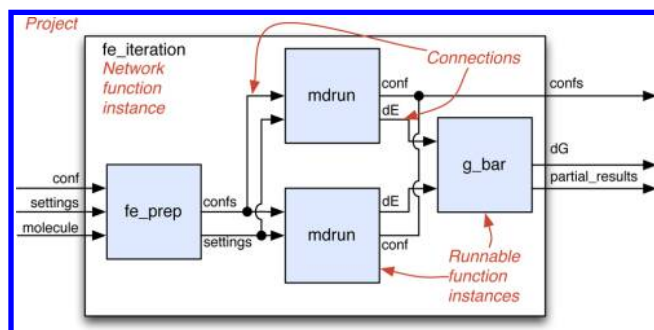 Project
fe_iteration
Network
function
instance
mdrun
conf
dE
Connections
confs
g_bar
dG
partial_results
conf
settings
molecule
fe_prep
confs
settings
mdrun
dE
conf
Runnable
function
instances